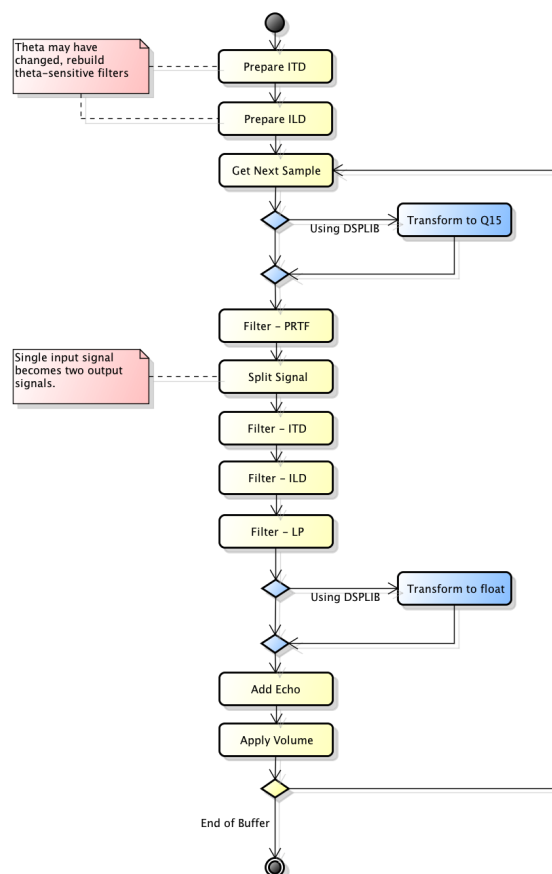 Theta may have
changed, rebuild
theta-sensitive filters
Prepare ITD
Prepare ILD
Get Next Sample
Using DSPLIB
Transform to Q15
Filter – PRTF
Single input signal
becomes two output
signals.
Split Signal
Filter – ITD
Filter – ILD
Filter – LP
Using DSPLIB
Transform to float
Add Echo
Apply Volume
End of Buffer